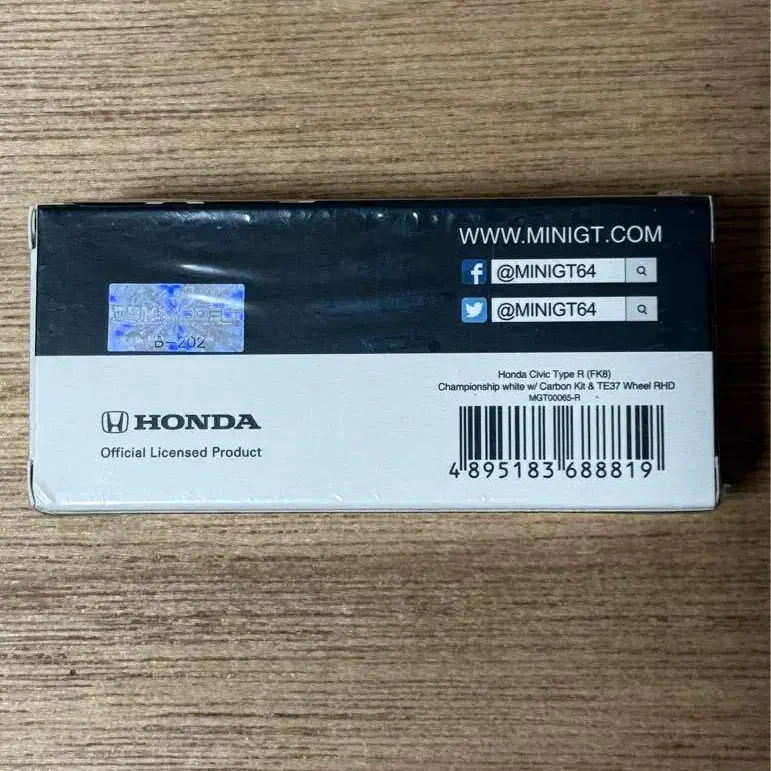 WWW.MINIGT.COM
@MINIGT64
@MINIGT64
B-202
Honda Civic Type R (FK8)
Championship white w/ Carbon Kit & TE37 Wheel RHD
MGT00065-R
HONDA
Official Licensed Product
4 895183 688819